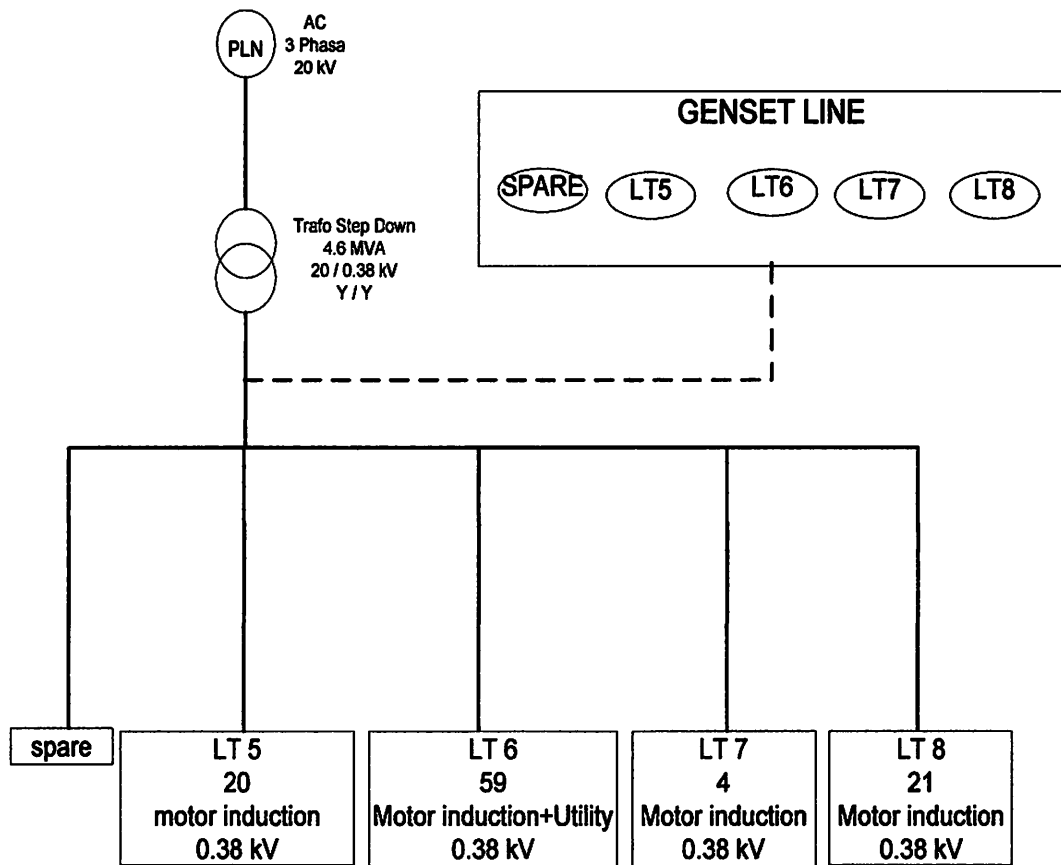 PLN
AC
3 Phasa
20 kV
GENSET LINE
SPARE
LT5
LT6
LT7
LT8
Trafo Step Down
4.6 MVA
20 / 0.38 kV
Y / Y
spare
LT 5
20
motor induction
0.38 kV
LT 6
59
Motor induction+Utility
0.38 kV
LT 7
4
Motor induction
0.38 kV
LT 8
21
Motor induction
0.38 kV